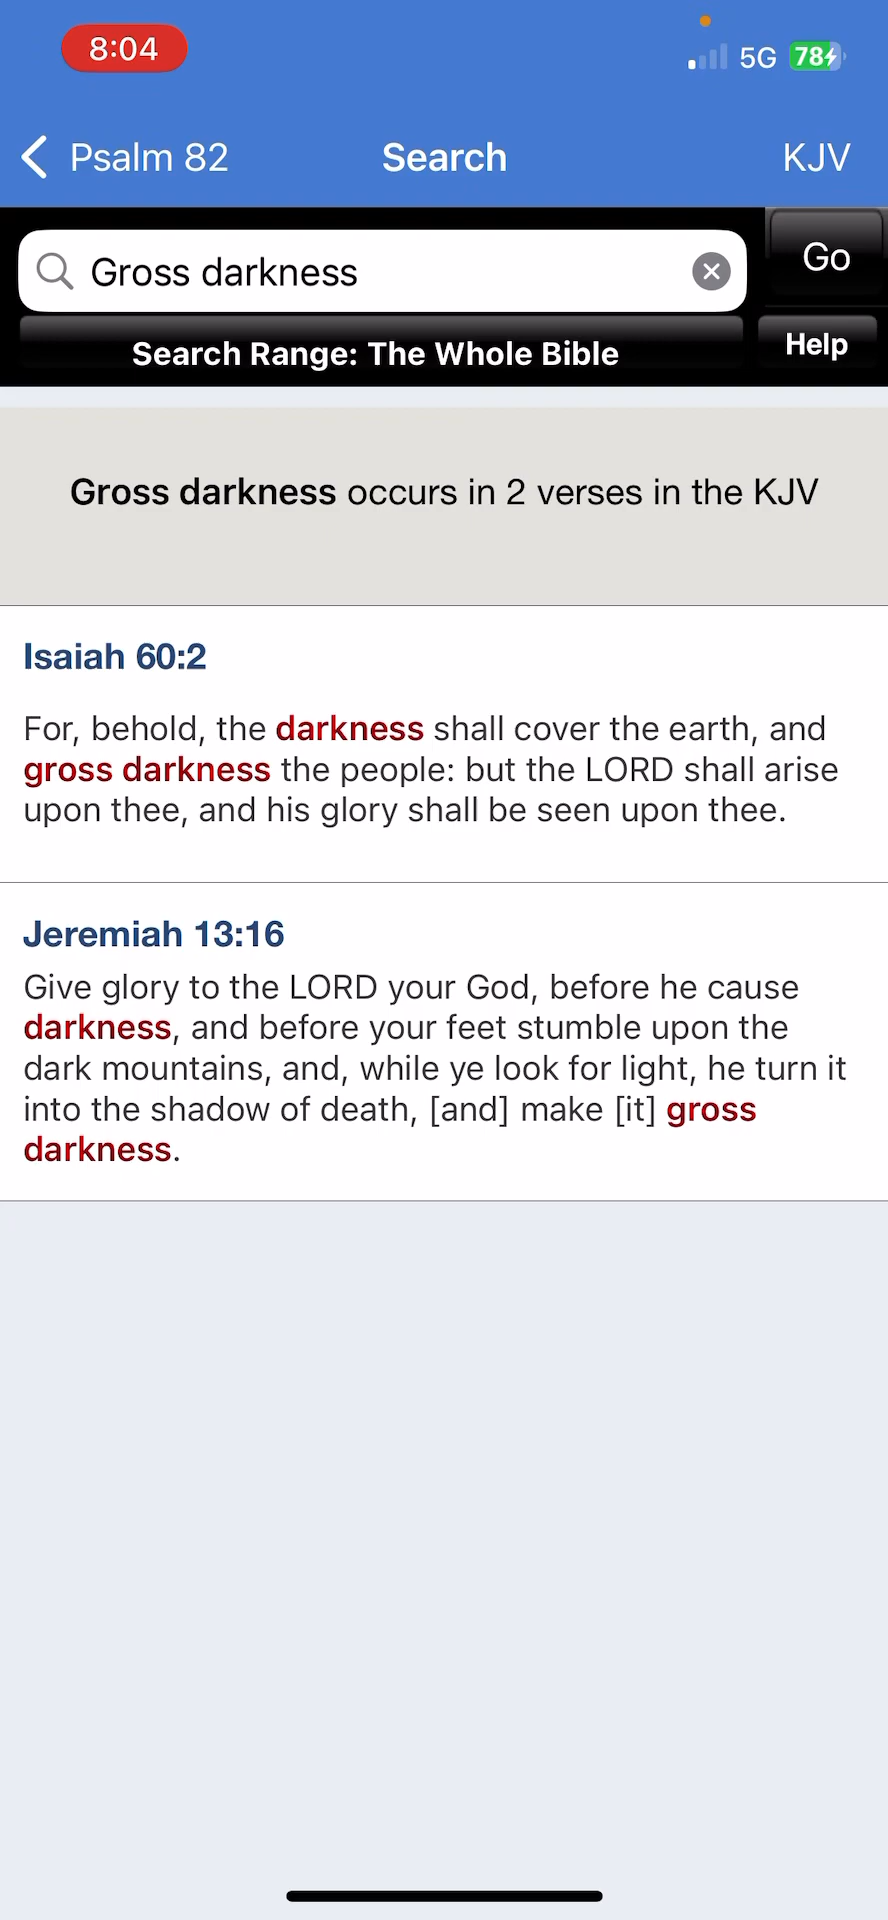 8:04
5G 78
Psalm 82 Search KJV
Gross darkness
Go
Search Range: The Whole Bible
Help
Gross darkness occurs in 2 verses in the KJV
Isaiah 60:2
For, behold, the darkness shall cover the earth, and
gross darkness the people: but the LORD shall arise
upon thee, and his glory shall be seen upon thee.
Jeremiah 13:16
Give glory to the LORD your God, before he cause
darkness, and before your feet stumble upon the
dark mountains, and, while ye look for light, he turn it
into the shadow of death, [and] make [it] gross
darkness.